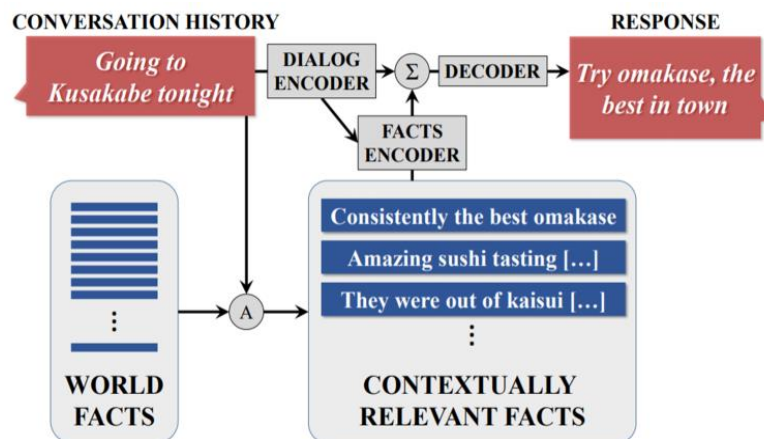 CONVERSATION HISTORY
Going to
Kusakabe tonight
DIALOG
ENCODER
Σ
DECODER
RESPONSE
Try omakase, the
best in town
FACTS
ENCODER
WORLD
FACTS
A
Consistently the best omakase
Amazing sushi tasting […]
They were out of kaisui […]
CONTEXTUALLY
RELEVANT FACTS